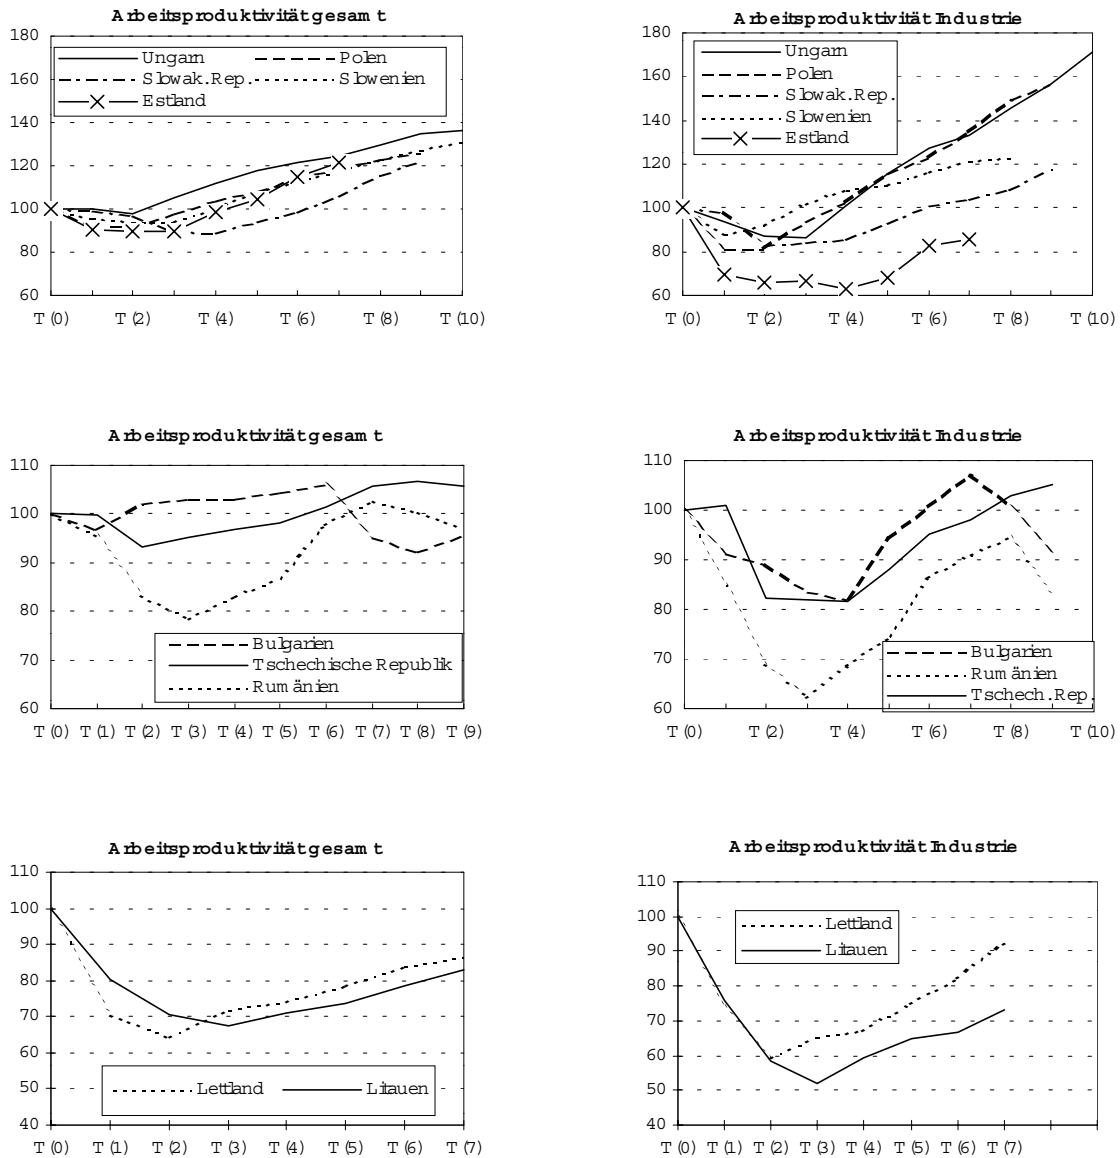 Arbeitsproduktivität gesamt
180
160
140
120
100
80
60
Ungarn Polen
Slowak.Rep. Slowenien
Estland
T(0) T(2) T(4) T(6) T(8) T(10)
Arbeitsproduktivität Industrie
180
160
140
120
100
80
60
Ungarn
Polen
Slowak.Rep.
Slowenien
Estland
T(0) T(2) T(4) T(6) T(8) T(10)
Arbeitsproduktivität gesamt
110
100
90
80
70
60
Bulgarien
Tschechische Republik
Rumänien
T(0) T(1) T(2) T(3) T(4) T(5) T(6) T(7) T(8) T(9)
Arbeitsproduktivität Industrie
110
100
90
80
70
60
Bulgarien
Rumänien
Tschech.Rep.
T(0) T(2) T(4) T(6) T(8) T(10)
Arbeitsproduktivität gesamt
110
100
90
80
70
60
50
40
Lettland Litauen
T(0) T(1) T(2) T(3) T(4) T(5) T(6) T(7)
Arbeitsproduktivität Industrie
110
100
90
80
70
60
50
40
Lettland
Litauen
T(0) T(1) T(2) T(3) T(4) T(5) T(6) T(7)